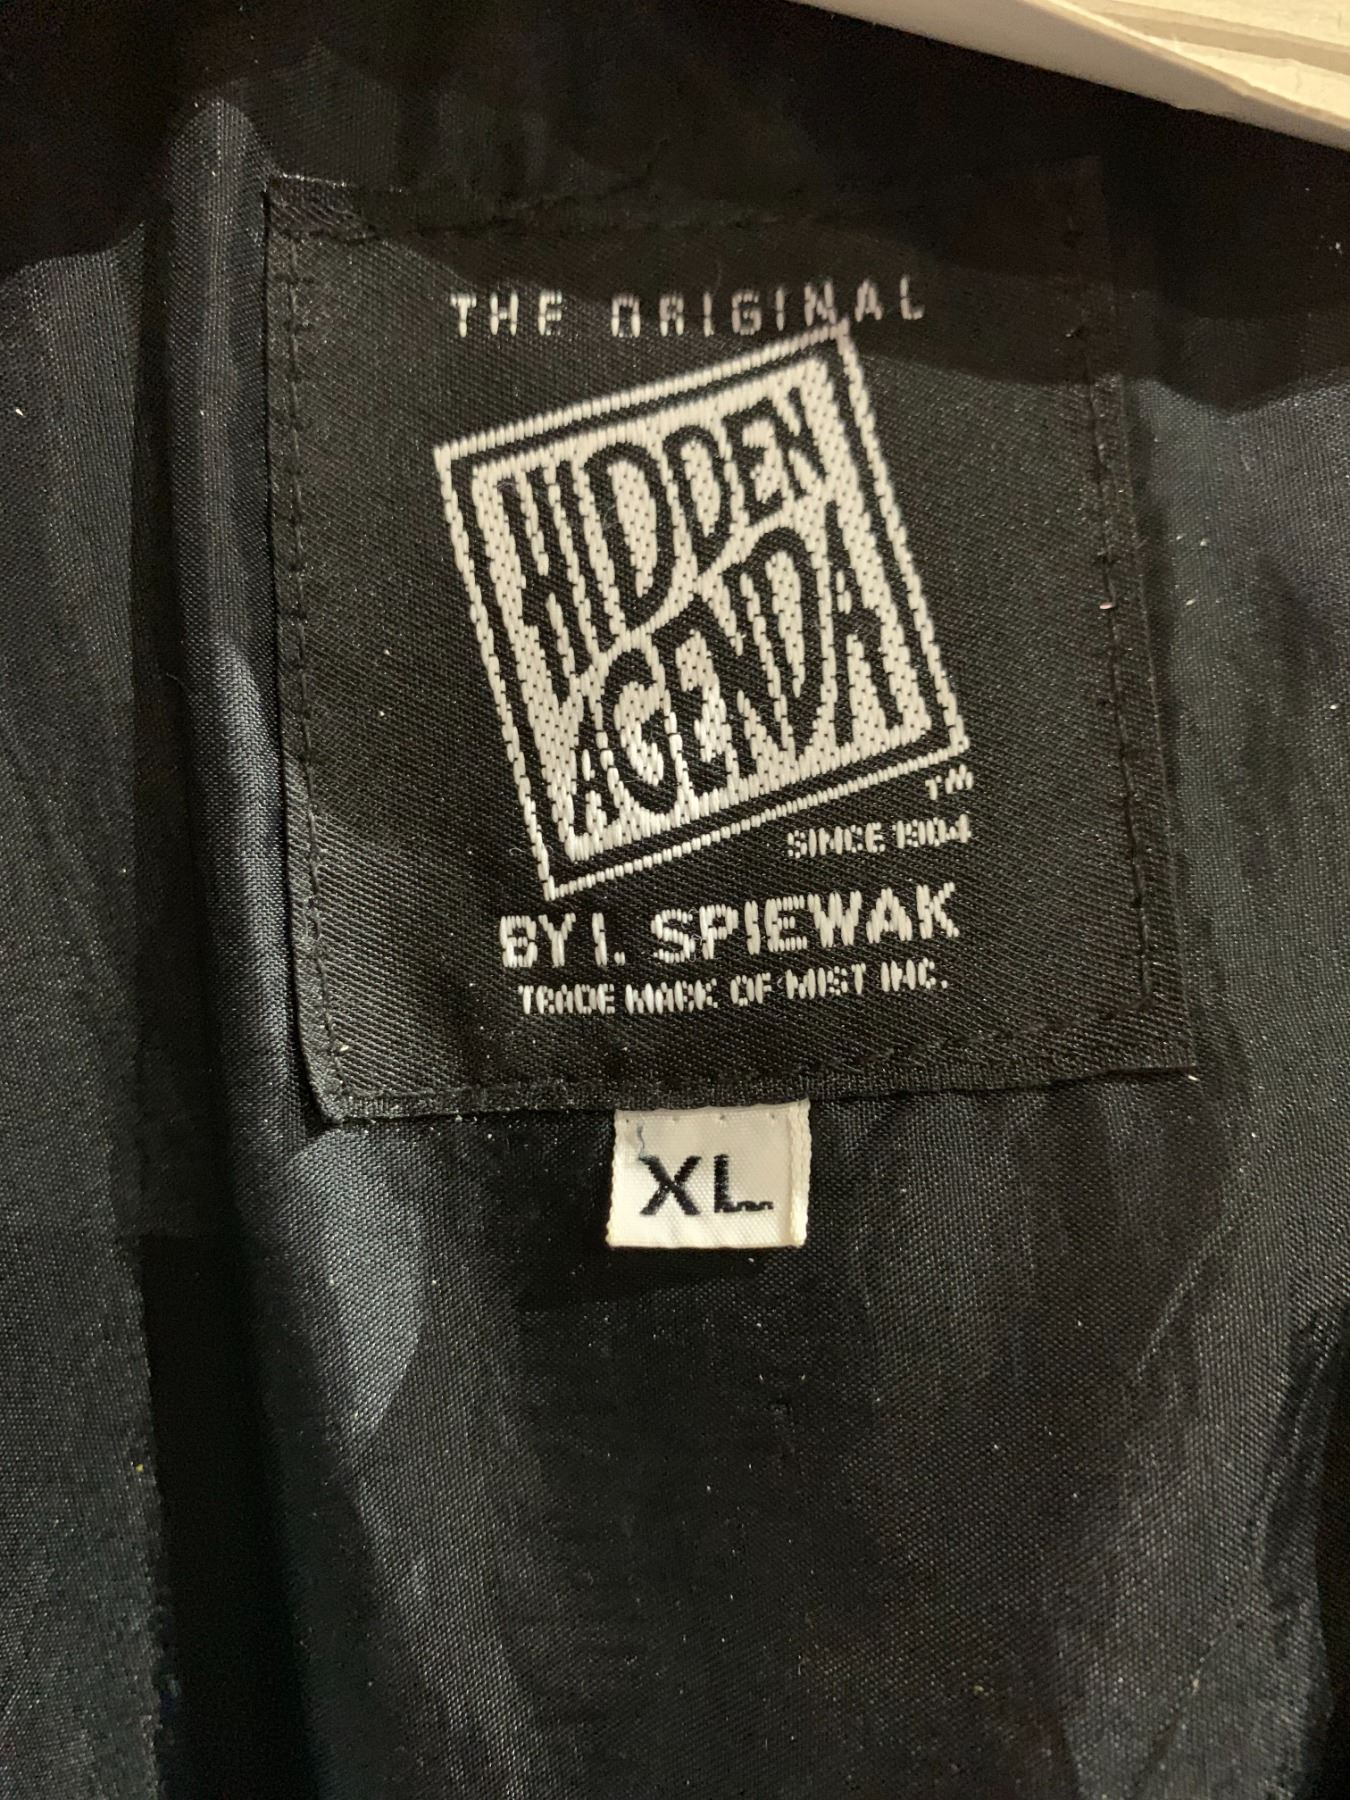 THE ORIGINAL
HIDDEN
AGENDA
TM
SINCE 1904
BY I. SPIEWAK
TRADE MARK OF MIST INC.
XL